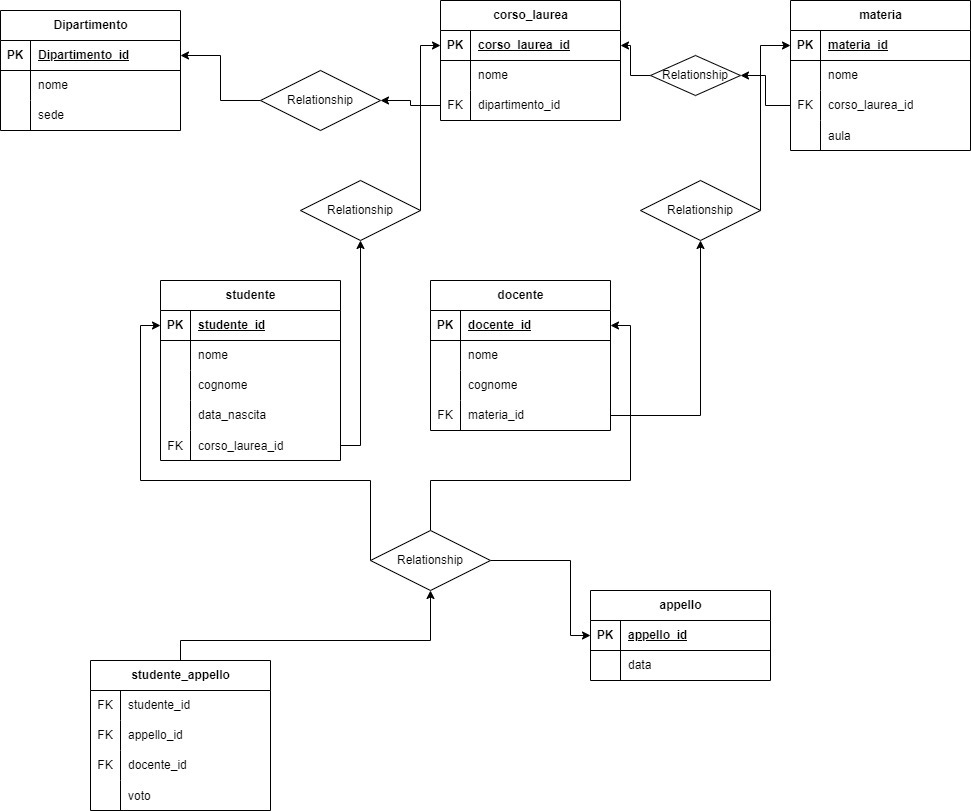 Dipartimento
PK Dipartimento_id
nome
sede
corso_laurea
PK corso_laurea_id
nome
FK dipartimento_id
materia
PK materia_id
nome
FK corso_laurea_id
aula
Relationship
Relationship
Relationship
Relationship
studente
PK studente_id
nome
cognome
data_nascita
FK corso_laurea_id
docente
PK docente_id
nome
cognome
FK materia_id
Relationship
appello
PK appello_id
data
studente_appello
FK studente_id
FK appello_id
FK docente_id
voto